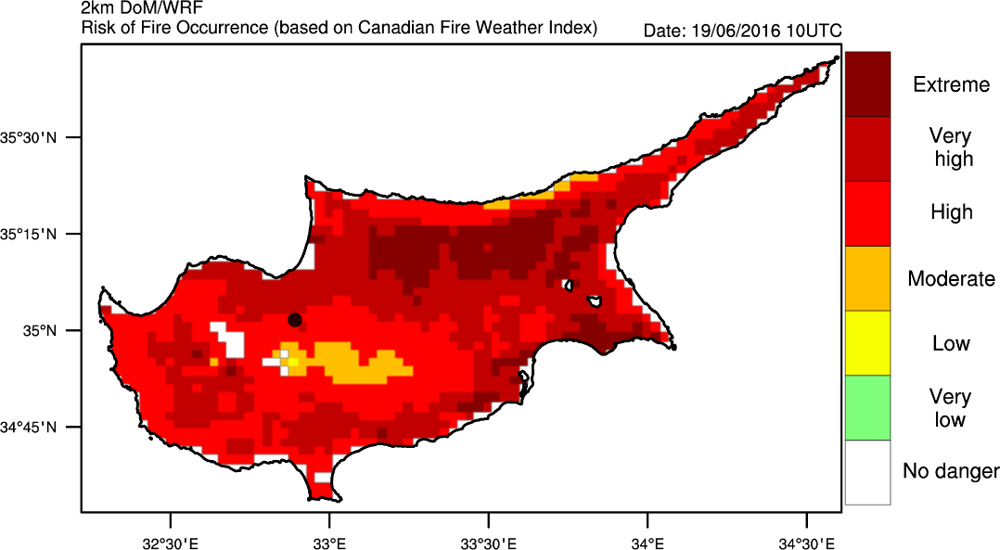 2km DoM/WRF
Risk of Fire Occurrence (based on Canadian Fire Weather Index)
Date: 19/06/2016 10UTC
Extreme
Very
high
High
Moderate
Low
Very
low
No danger
35°30'N
35°15'N
35°N
34°45'N
32°30'E
33°E
33°30'E
34°E
34°30'E